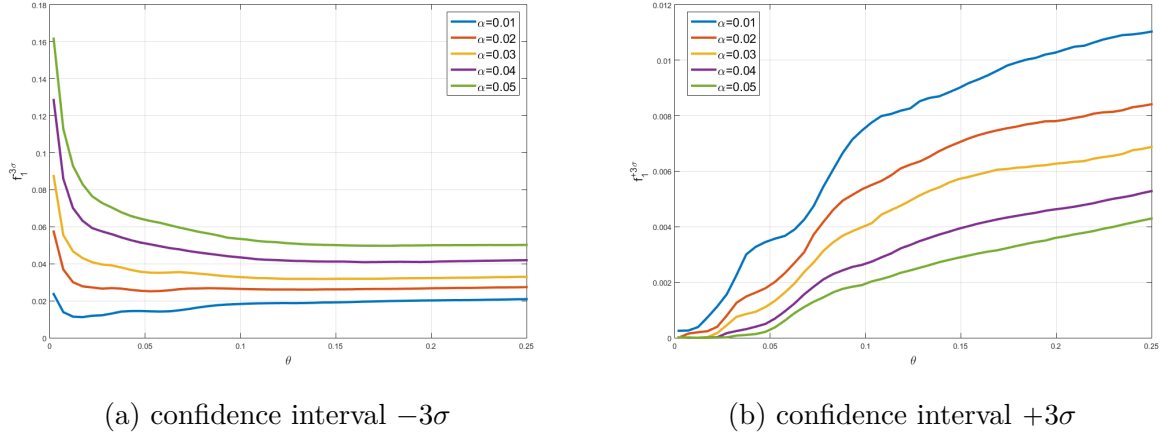 0.18
0.16
0.14
0.12
0.1
0.08
0.06
0.04
0.02
0
f₁³σ
0 0.05 0.1 0.15 0.2 0.25
θ
α=0.01
α=0.02
α=0.03
α=0.04
α=0.05
(a) confidence interval −3σ
0.012
0.01
0.008
0.006
0.004
0.002
0
f₁⁺³σ
0 0.05 0.1 0.15 0.2 0.25
θ
α=0.01
α=0.02
α=0.03
α=0.04
α=0.05
(b) confidence interval +3σ